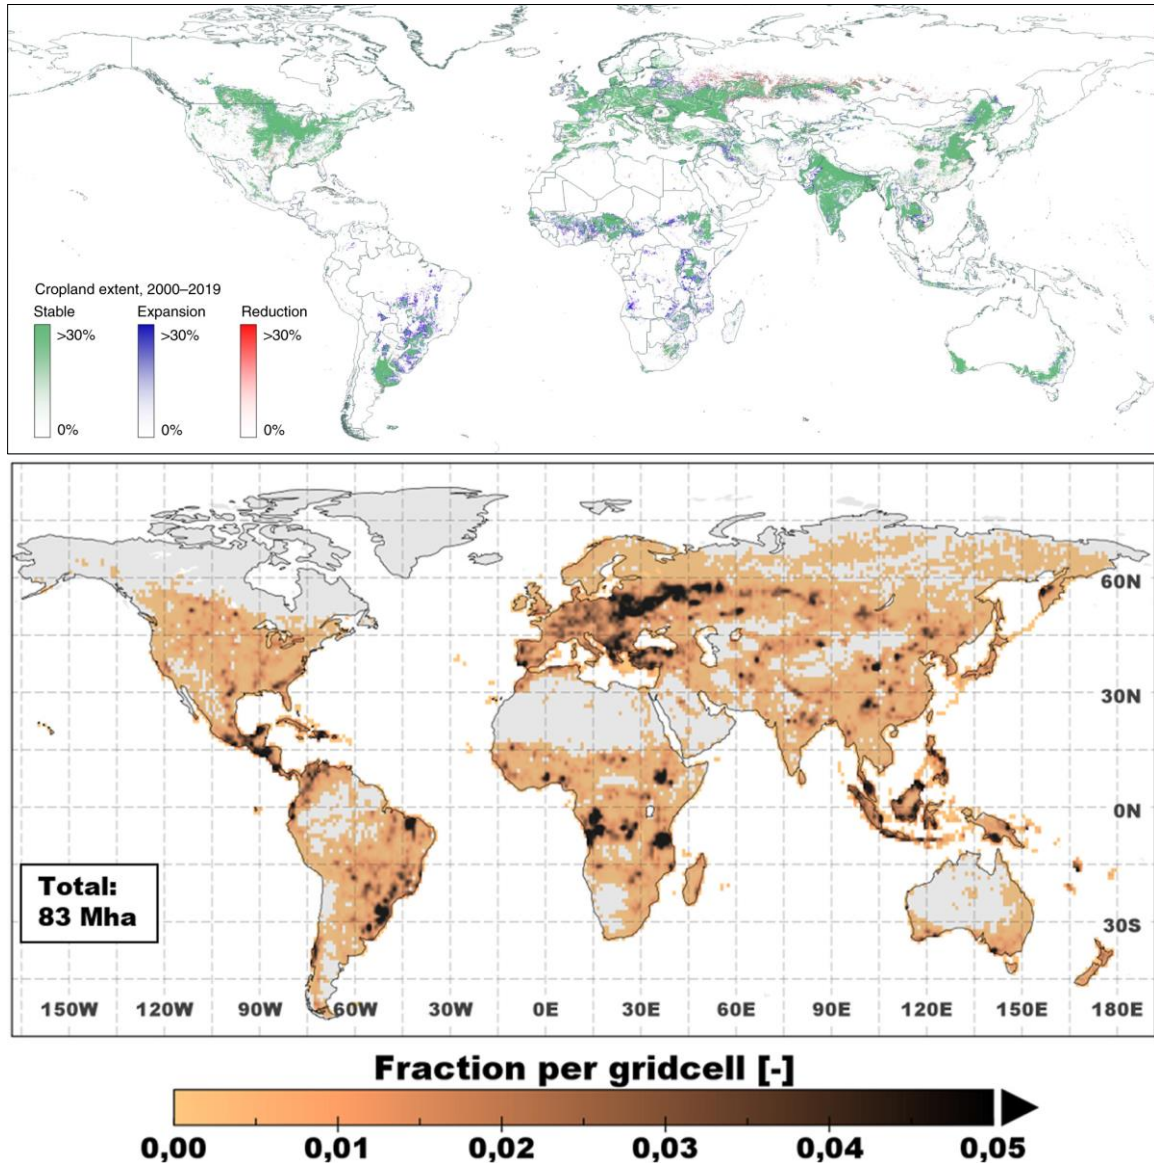 Cropland extent, 2000–2019
Stable Expansion Reduction
>30% >30% >30%
0% 0% 0%
60N
30N
0N
Total:
83 Mha
30S
150W 120W 90W 60W 30W 0E 30E 60E 90E 120E 150E 180E
Fraction per gridcell [-]
0,00 0,01 0,02 0,03 0,04 0,05